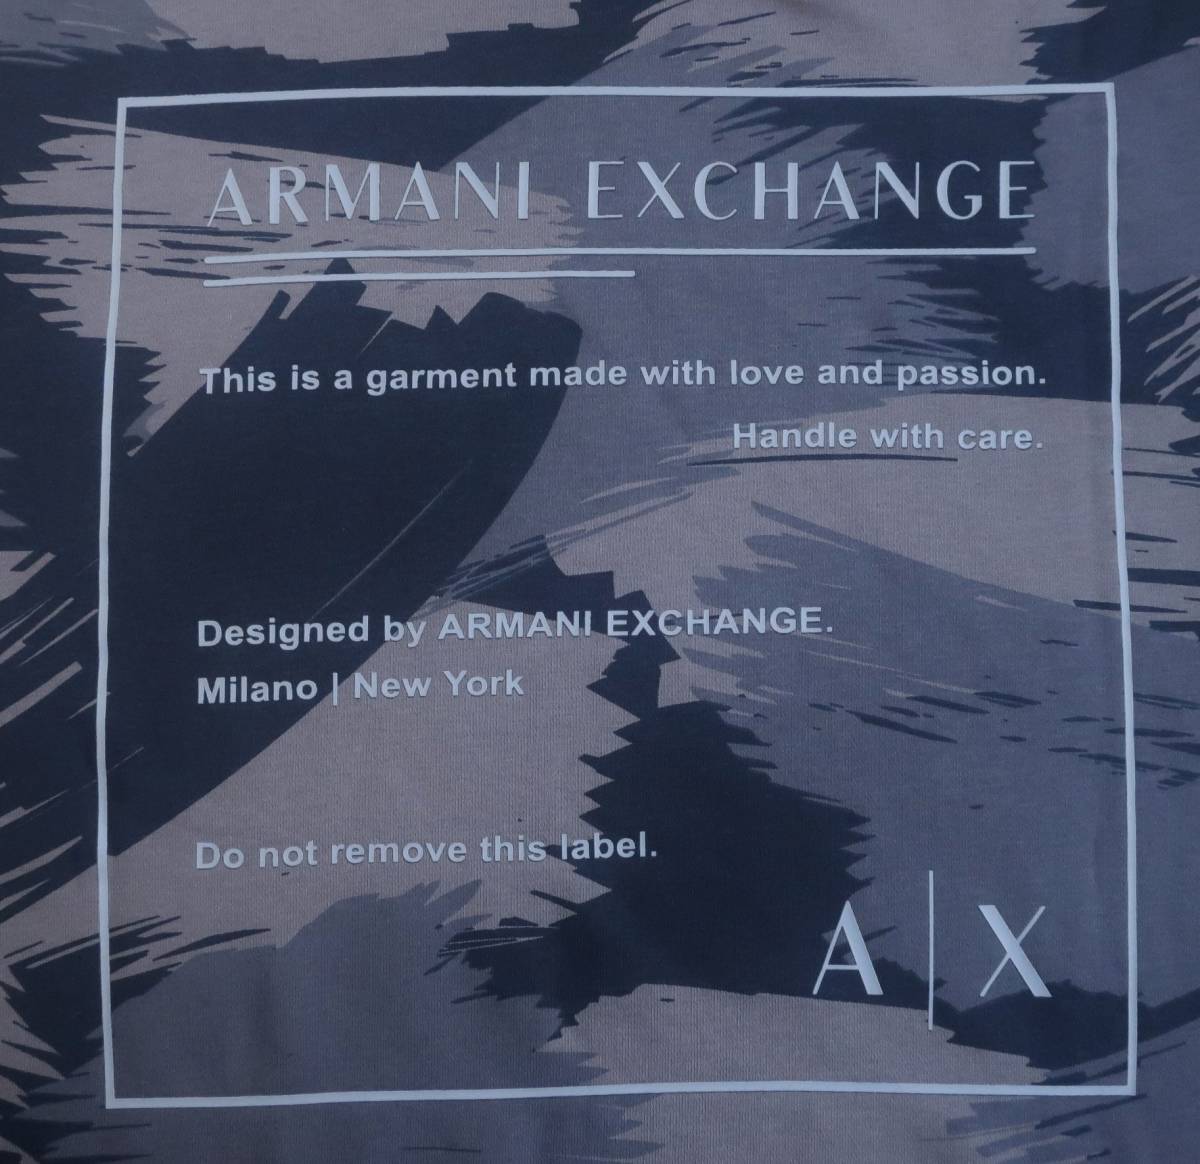 ARMANI EXCHANGE
This is a garment made with love and passion.
Handle with care.
Designed by ARMANI EXCHANGE.
Milano | New York
Do not remove this label.
A|X